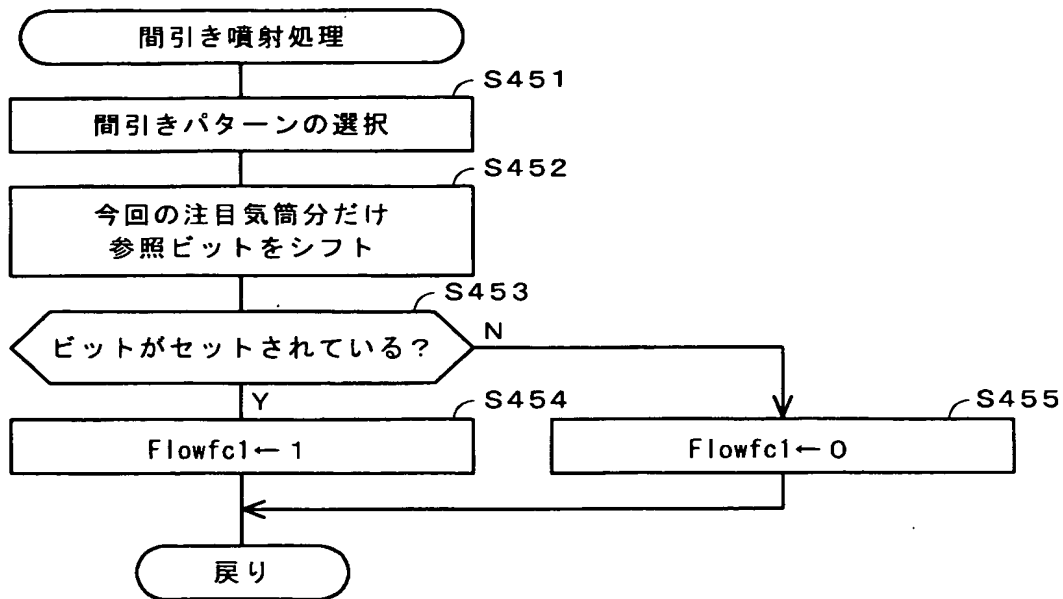 間引き噴射処理
S451
間引きパターンの選択
S452
今回の注目気筒分だけ
参照ビットをシフト
S453
ビットがセットされている？
N
Y
S454
Flowfc1←1
S455
Flowfc1←0
戻り